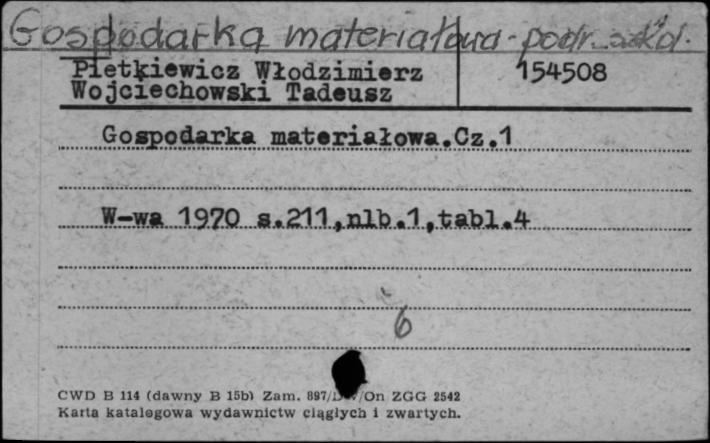 Gospodarka materiałowa - podr.
Pietkiewicz Włodzimierz 154508
Wojciechowski Tadeusz
Gospodarka materiałowa.Cz.1
W-wa 1970 s.211,nlb.1,tabl.4
6
CWD B 114 (dawny B 15b) Zam. 897/ /On ZGG 2542
Karta katalogowa wydawnictw ciągłych i zwartych.